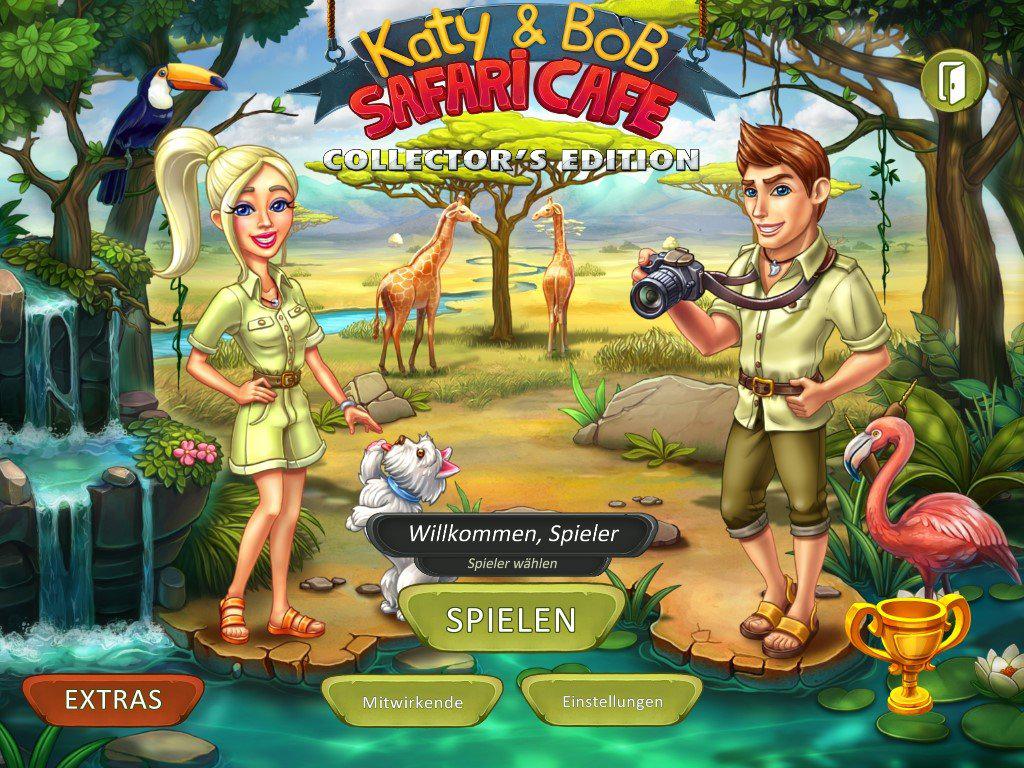 Katy & BoB
SAFARI CAFE
COLLECTOR'S EDITION
Willkommen, Spieler
Spieler wählen
SPIELEN
EXTRAS
Mitwirkende
Einstellungen